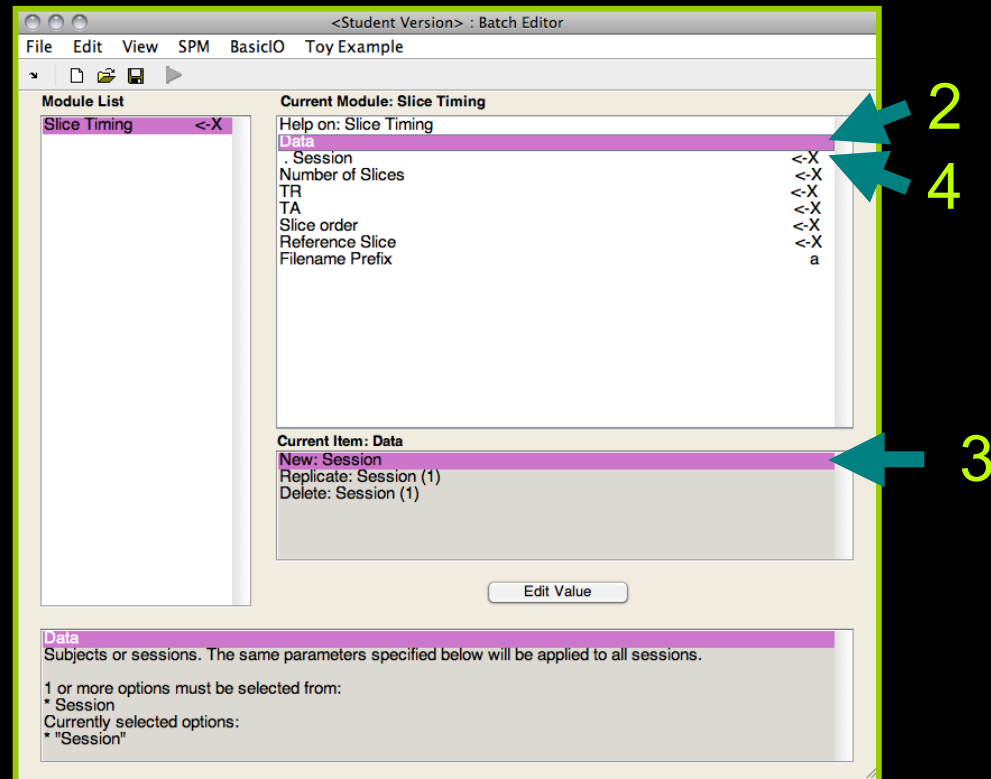 <Student Version> : Batch Editor
File Edit View SPM BasicIO Toy Example
Module List
Slice Timing <-X
Current Module: Slice Timing
Help on: Slice Timing
Data
. Session <-X
Number of Slices <-X
TR <-X
TA <-X
Slice order <-X
Reference Slice <-X
Filename Prefix a
2
4
Current Item: Data
New: Session
Replicate: Session (1)
Delete: Session (1)
3
Edit Value
Data
Subjects or sessions. The same parameters specified below will be applied to all sessions.
1 or more options must be selected from:
* Session
Currently selected options:
* "Session"